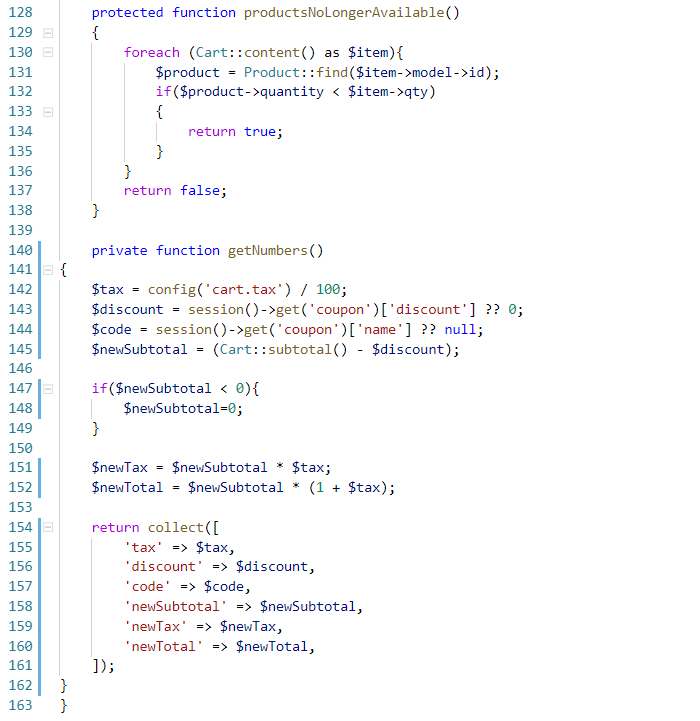 128 protected function productsNoLongerAvailable()
129 {
130 foreach (Cart::content() as $item){
131 $product = Product::find($item->model->id);
132 if($product->quantity < $item->qty)
133 {
134 return true;
135 }
136 }
137 return false;
138 }
139
140 private function getNumbers()
141 {
142 $tax = config('cart.tax') / 100;
143 $discount = session()->get('coupon')['discount'] ?? 0;
144 $code = session()->get('coupon')['name'] ?? null;
145 $newSubtotal = (Cart::subtotal() - $discount);
146
147 if($newSubtotal < 0){
148 $newSubtotal=0;
149 }
150
151 $newTax = $newSubtotal * $tax;
152 $newTotal = $newSubtotal * (1 + $tax);
153
154 return collect([
155 'tax' => $tax,
156 'discount' => $discount,
157 'code' => $code,
158 'newSubtotal' => $newSubtotal,
159 'newTax' => $newTax,
160 'newTotal' => $newTotal,
161 ]);
162 }
163 }